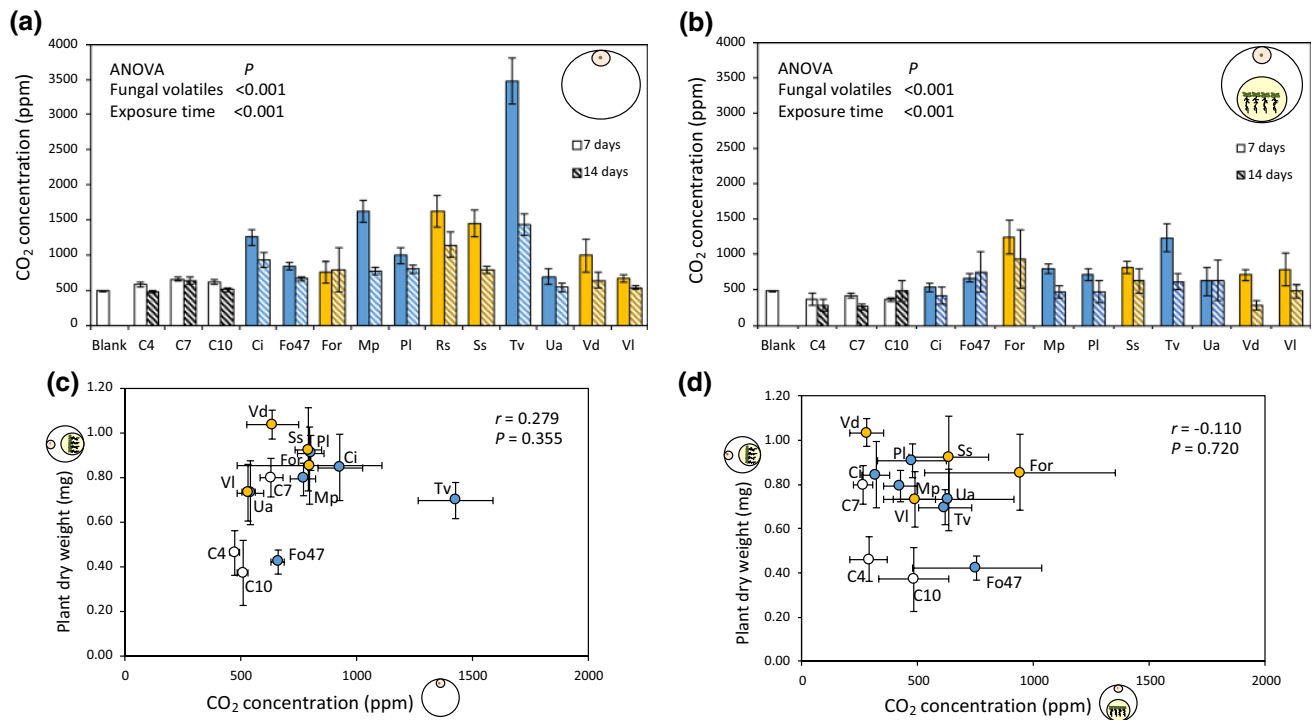 (a)
4000
3500
3000
2500
2000
1500
1000
500
0
CO2 concentration (ppm)
ANOVA P
Fungal volatiles <0.001
Exposure time <0.001
7 days
14 days
Blank C4 C7 C10 Ci Fo47 For Mp Pl Rs Ss Tv Ua Vd Vl
(b)
4000
3500
3000
2500
2000
1500
1000
500
0
CO2 concentration (ppm)
ANOVA P
Fungal volatiles <0.001
Exposure time <0.001
7 days
14 days
Blank C4 C7 C10 Ci Fo47 For Mp Pl Ss Tv Ua Vd Vl
(c)
1.20
1.00
0.80
0.60
0.40
0.20
0.00
Plant dry weight (mg)
r = 0.279
P = 0.355
Vd
Ss Pl
For Ci
C7 Mp
Vl Ua
Tv
C4 Fo47
C10
0 500 1000 1500 2000
CO2 concentration (ppm)
(d)
1.20
1.00
0.80
0.60
0.40
0.20
0.00
Plant dry weight (mg)
r = -0.110
P = 0.720
Vd
Pl Ss
Ci For
C7 Mp Ua
Vl Tv
C4 Fo47
C10
0 500 1000 1500 2000
CO2 concentration (ppm)